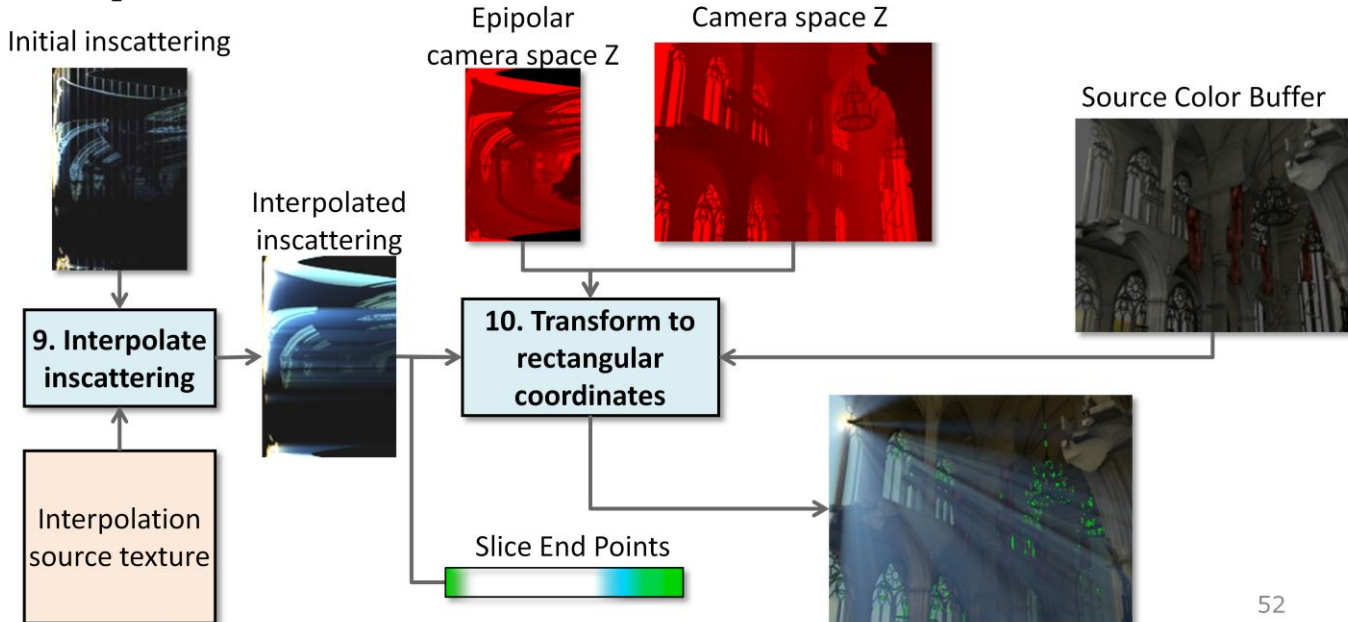 Initial inscattering
Epipolar
camera space Z
Camera space Z
Source Color Buffer
Interpolated
inscattering
9. Interpolate
inscattering
10. Transform to
rectangular
coordinates
Interpolation
source texture
Slice End Points
52